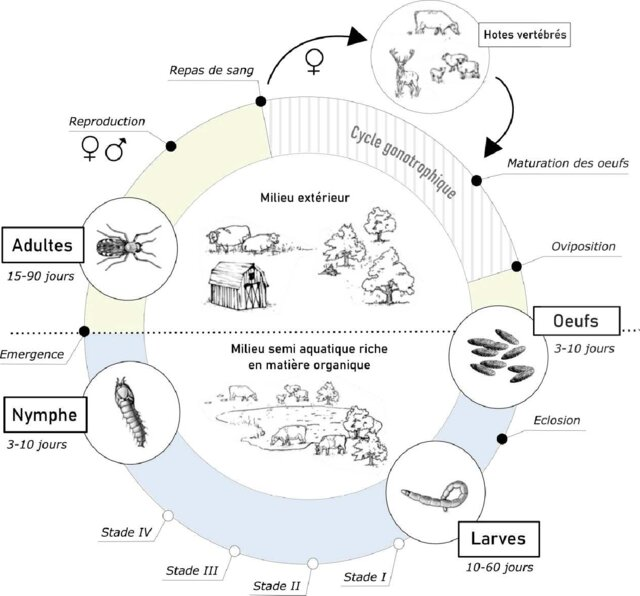 Hotes vertébrés
Repas de sang
♀
Reproduction
♀ ♂
Cycle gonotrophique
Maturation des oeufs
Milieu extérieur
Adultes
15-90 jours
Oviposition
Oeufs
3-10 jours
Emergence
Milieu semi aquatique riche
en matière organique
Nymphe
3-10 jours
Eclosion
Larves
10-60 jours
Stade IV
Stade III
Stade II
Stade I